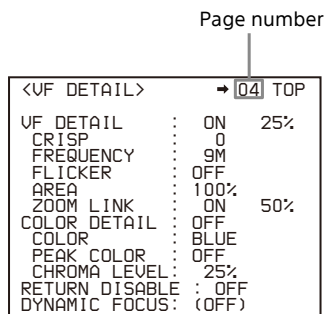 Page number
<VF DETAIL> → 04 TOP
VF DETAIL : ON 25%
CRISP : 0
FREQUENCY : 9M
FLICKER : OFF
AREA : 100%
ZOOM LINK : ON 50%
COLOR DETAIL : OFF
COLOR : BLUE
PEAK COLOR : OFF
CHROMA LEVEL: 25%
RETURN DISABLE : OFF
DYNAMIC FOCUS: (OFF)